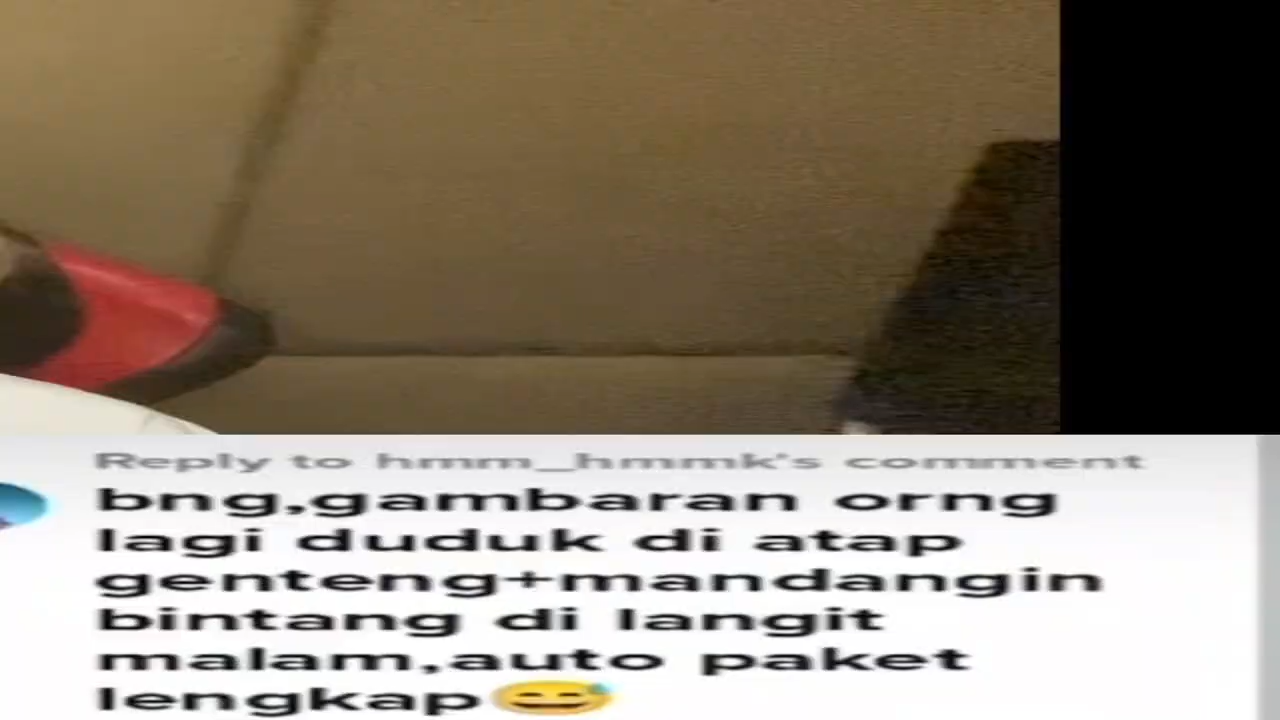 Reply to hmm_hmmk's comment
bng,gambaran orng
lagi duduk di atap
genteng+mandangin
bintang di langit
malam,auto paket
lengkap😅